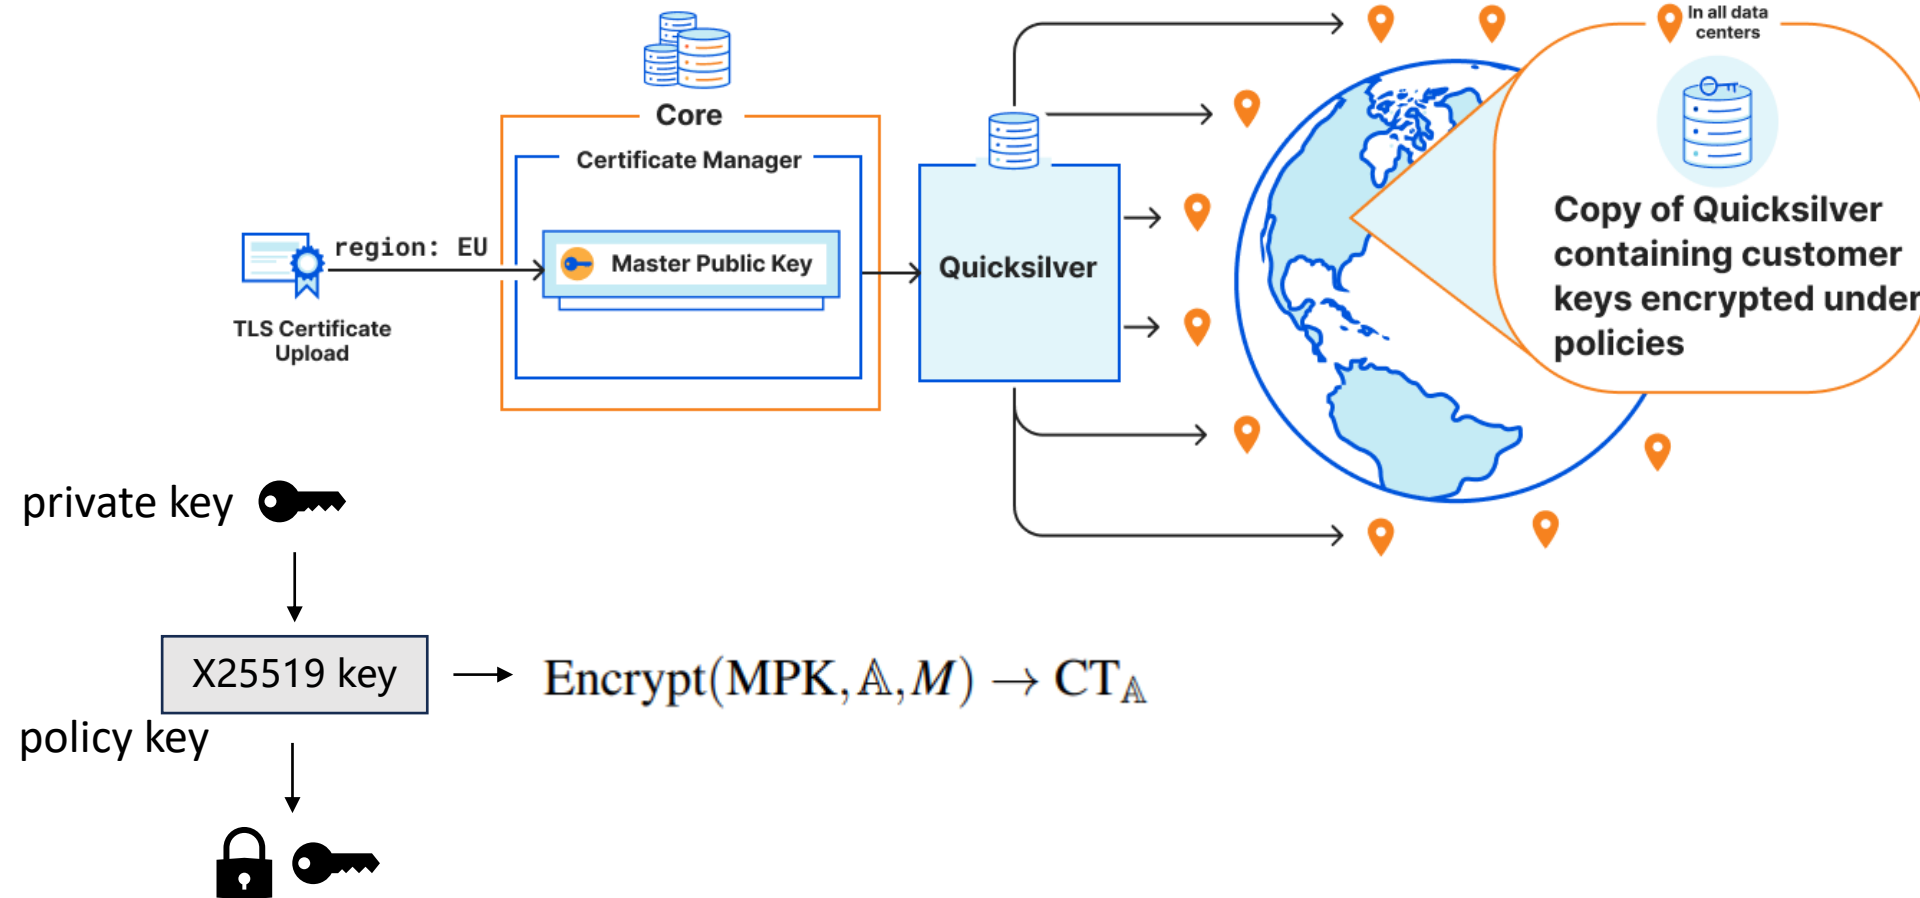 Core
Certificate Manager
region: EU
Master Public Key
TLS Certificate
Upload
Quicksilver
In all data
centers
Copy of Quicksilver
containing customer
keys encrypted under
policies
private key
X25519 key
Encrypt(MPK, 𝔸, M) → CT𝔸
policy key